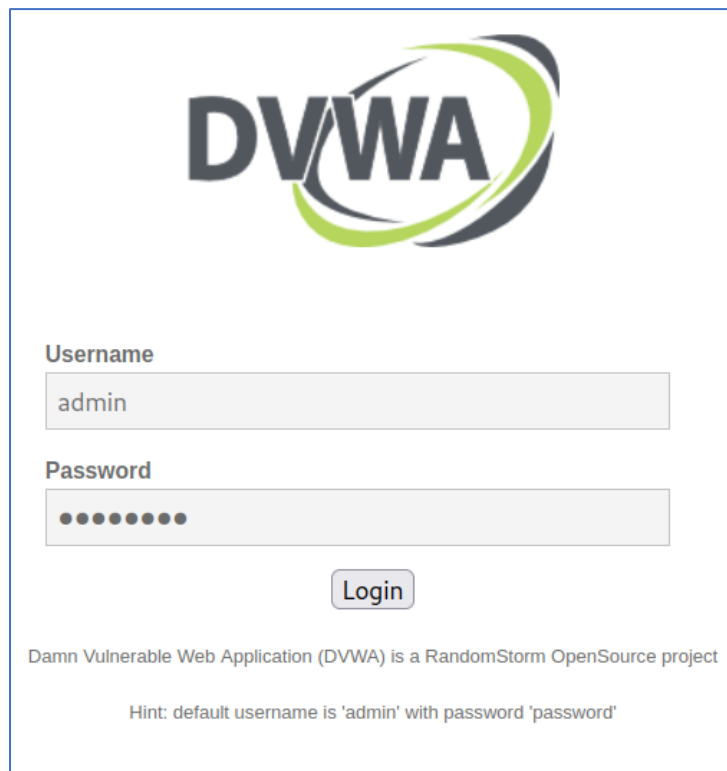 DVWA
Username
admin
Password
●●●●●●●●
Login
Damn Vulnerable Web Application (DVWA) is a RandomStorm OpenSource project
Hint: default username is 'admin' with password 'password'